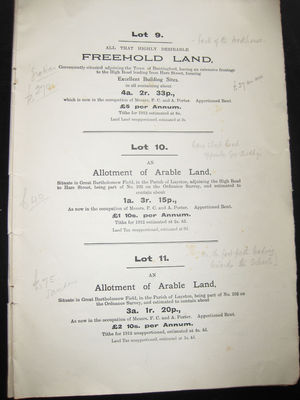 Lot 9.
ALL THAT HIGHLY DESIRABLE
FREEHOLD LAND,
Conveniently situated adjoining the Town of Buntingford, having an extensive frontage
to the High Road leading from Hare Street, forming
Excellent Building Sites,
in all containing about
4a. 2r. 33p.,
which is now in the occupation of Messrs. P. C. and A. Porter. Apportioned Rent.
£5 per Annum.
Tithe for 1912 estimated at
Land Tax unapportioned, estimated at
Lot 10.
AN
Allotment of Arable Land,
Situate in Great Bartholomew Field, in the Parish of Layston, adjoining the High Road
to Hare Street, being part of No. 202 on the Ordnance Survey, and estimated to
contain about
1a. 3r. 15p.,
As now in the occupation of Messrs. P. C. and A. Porter. Apportioned Rent.
£1 10s. per Annum.
Tithe for 1912 estimated at 4s. 4d.
Land Tax unapportioned, estimated at
Lot 11.
AN
Allotment of Arable Land,
Situate in Great Bartholomew Field, in the Parish of Layston, being part of No. 202 on
the Ordnance Survey, and estimated to contain about
3a. 1r. 20p.,
As now in the occupation of Messrs. P. C. and A. Porter. Apportioned Rent.
£2 10s. per Annum.
Tithe for 1912 estimated at
Land Tax unapportioned, estimated at